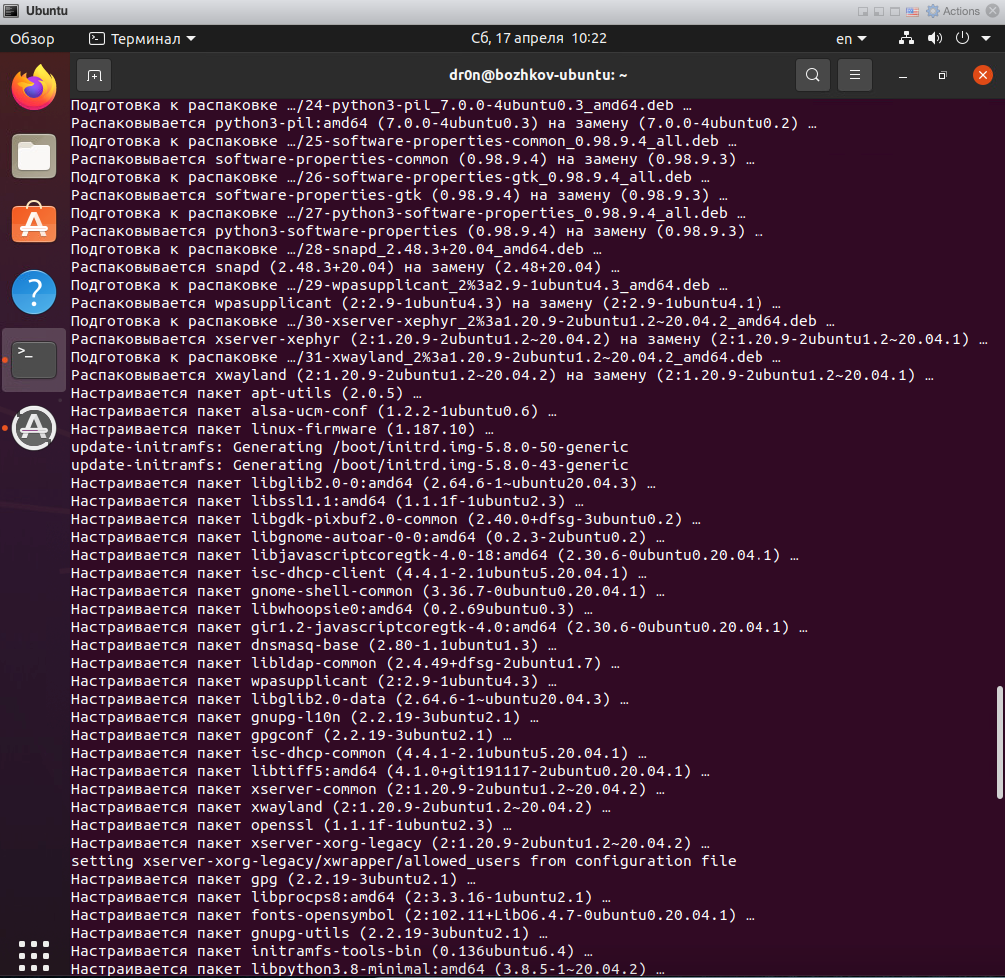 Ubuntu
Actions
Обзор
Терминал
Сб, 17 апреля 10:22
en
dr0n@bozhkov-ubuntu: ~
Подготовка к распаковке …/24-python3-pil_7.0.0-4ubuntu0.3_amd64.deb …
Распаковывается python3-pil:amd64 (7.0.0-4ubuntu0.3) на замену (7.0.0-4ubuntu0.2) …
Подготовка к распаковке …/25-software-properties-common_0.98.9.4_all.deb …
Распаковывается software-properties-common (0.98.9.4) на замену (0.98.9.3) …
Подготовка к распаковке …/26-software-properties-gtk_0.98.9.4_all.deb …
Распаковывается software-properties-gtk (0.98.9.4) на замену (0.98.9.3) …
Подготовка к распаковке …/27-python3-software-properties_0.98.9.4_all.deb …
Распаковывается python3-software-properties (0.98.9.4) на замену (0.98.9.3) …
Подготовка к распаковке …/28-snapd_2.48.3+20.04_amd64.deb …
Распаковывается snapd (2.48.3+20.04) на замену (2.48+20.04) …
Подготовка к распаковке …/29-wpasupplicant_2%3a2.9-1ubuntu4.3_amd64.deb …
Распаковывается wpasupplicant (2:2.9-1ubuntu4.3) на замену (2:2.9-1ubuntu4.1) …
Подготовка к распаковке …/30-xserver-xephyr_2%3a1.20.9-2ubuntu1.2~20.04.2_amd64.deb …
Распаковывается xserver-xephyr (2:1.20.9-2ubuntu1.2~20.04.2) на замену (2:1.20.9-2ubuntu1.2~20.04.1) …
Подготовка к распаковке …/31-xwayland_2%3a1.20.9-2ubuntu1.2~20.04.2_amd64.deb …
Распаковывается xwayland (2:1.20.9-2ubuntu1.2~20.04.2) на замену (2:1.20.9-2ubuntu1.2~20.04.1) …
Настраивается пакет apt-utils (2.0.5) …
Настраивается пакет alsa-ucm-conf (1.2.2-1ubuntu0.6) …
Настраивается пакет linux-firmware (1.187.10) …
update-initramfs: Generating /boot/initrd.img-5.8.0-50-generic
update-initramfs: Generating /boot/initrd.img-5.8.0-43-generic
Настраивается пакет libglib2.0-0:amd64 (2.64.6-1~ubuntu20.04.3) …
Настраивается пакет libssl1.1:amd64 (1.1.1f-1ubuntu2.3) …
Настраивается пакет libgdk-pixbuf2.0-common (2.40.0+dfsg-3ubuntu0.2) …
Настраивается пакет libgnome-autoar-0-0:amd64 (0.2.3-2ubuntu0.2) …
Настраивается пакет libjavascriptcoregtk-4.0-18:amd64 (2.30.6-0ubuntu0.20.04.1) …
Настраивается пакет isc-dhcp-client (4.4.1-2.1ubuntu5.20.04.1) …
Настраивается пакет gnome-shell-common (3.36.7-0ubuntu0.20.04.1) …
Настраивается пакет libwhoopsie0:amd64 (0.2.69ubuntu0.3) …
Настраивается пакет gir1.2-javascriptcoregtk-4.0:amd64 (2.30.6-0ubuntu0.20.04.1) …
Настраивается пакет dnsmasq-base (2.80-1.1ubuntu1.3) …
Настраивается пакет libldap-common (2.4.49+dfsg-2ubuntu1.7) …
Настраивается пакет wpasupplicant (2:2.9-1ubuntu4.3) …
Настраивается пакет libglib2.0-data (2.64.6-1~ubuntu20.04.3) …
Настраивается пакет gnupg-l10n (2.2.19-3ubuntu2.1) …
Настраивается пакет gpgconf (2.2.19-3ubuntu2.1) …
Настраивается пакет isc-dhcp-common (4.4.1-2.1ubuntu5.20.04.1) …
Настраивается пакет libtiff5:amd64 (4.1.0+git191117-2ubuntu0.20.04.1) …
Настраивается пакет xserver-common (2:1.20.9-2ubuntu1.2~20.04.2) …
Настраивается пакет xwayland (2:1.20.9-2ubuntu1.2~20.04.2) …
Настраивается пакет openssl (1.1.1f-1ubuntu2.3) …
Настраивается пакет xserver-xorg-legacy (2:1.20.9-2ubuntu1.2~20.04.2) …
setting xserver-xorg-legacy/xwrapper/allowed_users from configuration file
Настраивается пакет gpg (2.2.19-3ubuntu2.1) …
Настраивается пакет libprocps8:amd64 (2:3.3.16-1ubuntu2.1) …
Настраивается пакет fonts-opensymbol (2:102.11+LibO6.4.7-0ubuntu0.20.04.1) …
Настраивается пакет gnupg-utils (2.2.19-3ubuntu2.1) …
Настраивается пакет initramfs-tools-bin (0.136ubuntu6.4) …
Настраивается пакет libpython3.8-minimal:amd64 (3.8.5-1~20.04.2) …